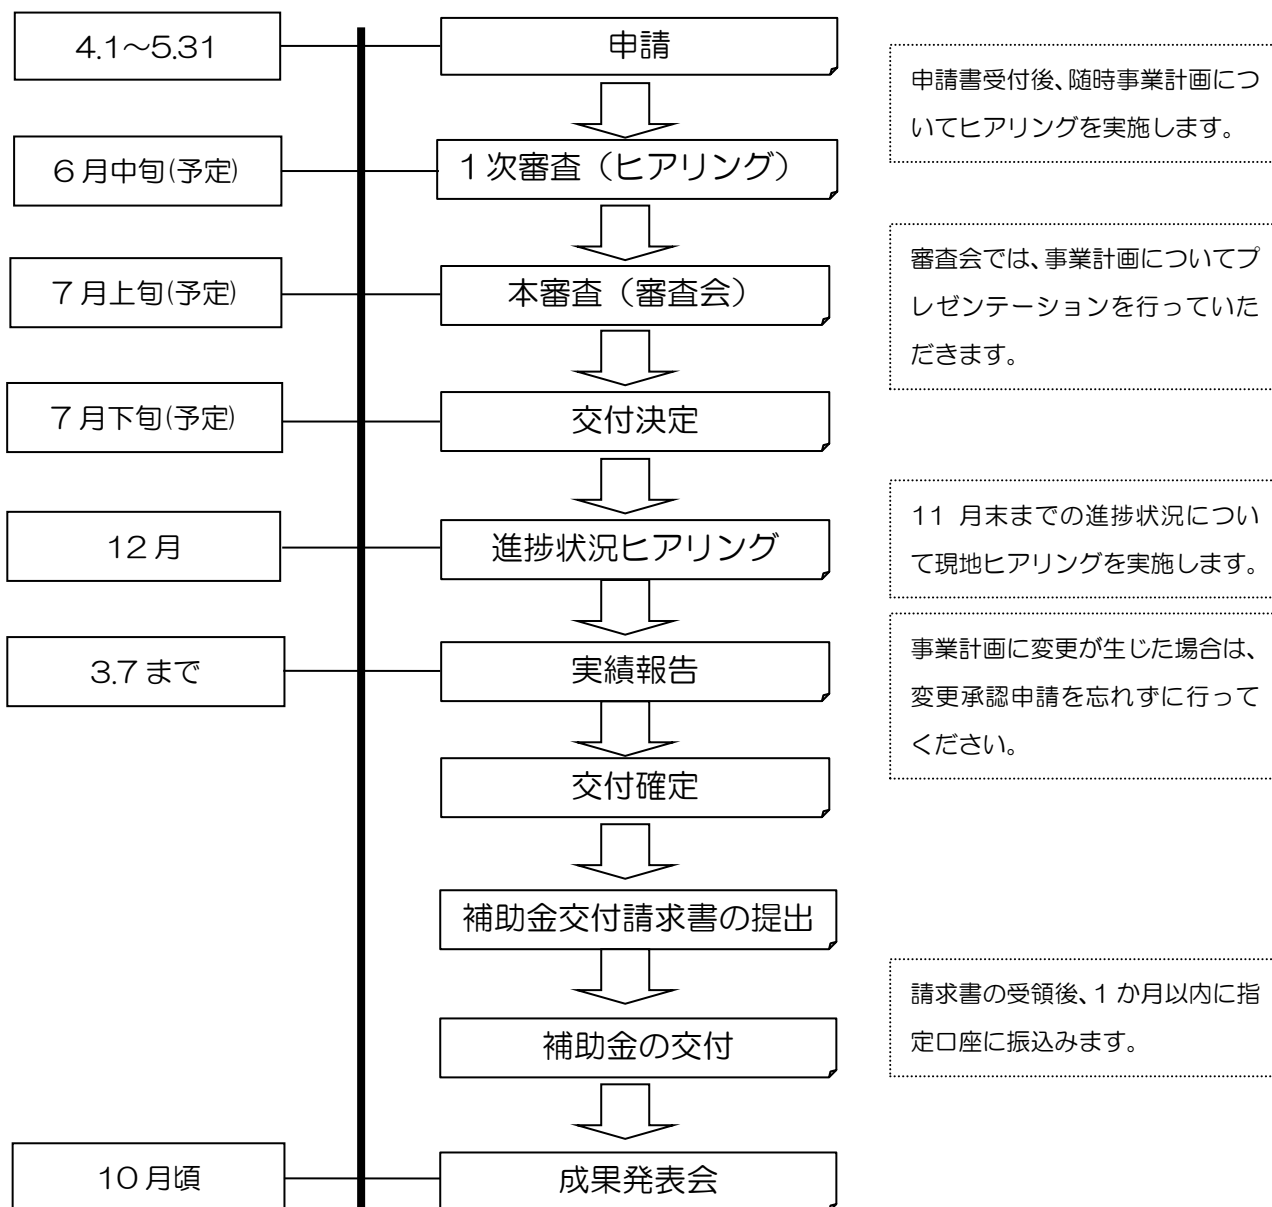 4.1～5.31
申請
申請書受付後、随時事業計画につ
いてヒアリングを実施します。
6月中旬(予定)
1次審査（ヒアリング）
7月上旬(予定)
本審査（審査会）
審査会では、事業計画についてプ
レゼンテーションを行っていた
だきます。
7月下旬(予定)
交付決定
12月
進捗状況ヒアリング
11 月末までの進捗状況につい
て現地ヒアリングを実施します。
3.7まで
実績報告
事業計画に変更が生じた場合は、
変更承認申請を忘れずに行って
ください。
交付確定
補助金交付請求書の提出
補助金の交付
請求書の受領後、1 か月以内に指
定口座に振込みます。
10月頃
成果発表会